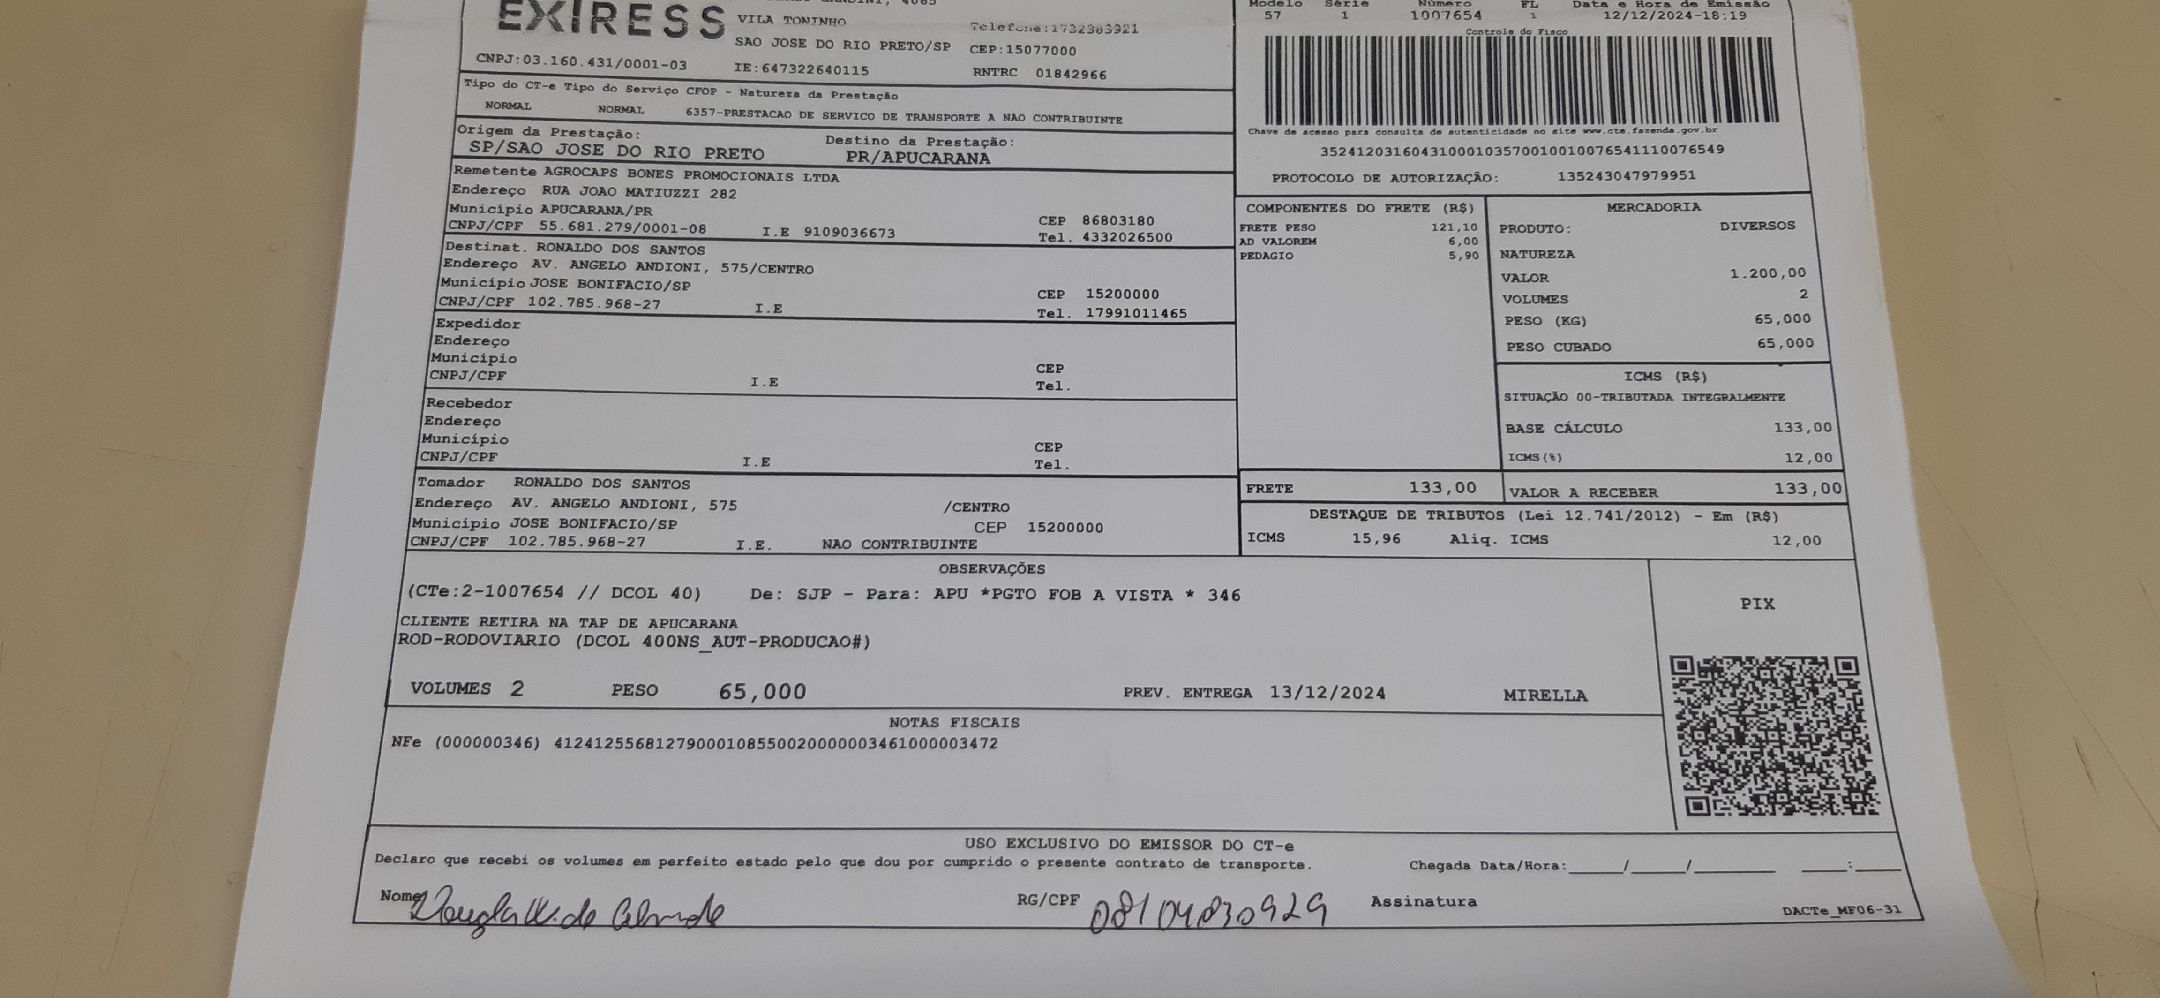 EXPRESS
VILA TONINHO
Telefone:1732363921
SAO JOSE DO RIO PRETO/SP CEP:15077000
CNPJ:03.160.431/0001-03 IE:647322640115 RNTRC 01842966
Modelo Série Número FL Data e Hora de Emissão
57 1 1007654 1 12/12/2024-18:19
Controle do Fisco
Chave de acesso para consulta de autenticidade no site www.cte.fazenda.gov.br
35241203160431000103570010010076541110076549
PROTOCOLO DE AUTORIZAÇÃO: 135243047979951
Tipo do CT-e Tipo do Serviço CFOP - Natureza da Prestação
NORMAL NORMAL 6357-PRESTACAO DE SERVICO DE TRANSPORTE A NAO CONTRIBUINTE
Origem da Prestação: Destino da Prestação:
SP/SAO JOSE DO RIO PRETO PR/APUCARANA
Remetente AGROCAPS BONES PROMOCIONAIS LTDA
Endereço RUA JOAO MATIUZZI 282
Município APUCARANA/PR CEP 86803180
CNPJ/CPF 55.681.279/0001-08 I.E 9109036673 Tel. 4332026500
Destinat. RONALDO DOS SANTOS
Endereço AV. ANGELO ANDIONI, 575/CENTRO
Município JOSE BONIFACIO/SP CEP 15200000
CNPJ/CPF 102.785.968-27 I.E Tel. 17991011465
Expedidor
Endereço
Município CEP
CNPJ/CPF I.E Tel.
Recebedor
Endereço
Município CEP
CNPJ/CPF I.E Tel.
Tomador RONALDO DOS SANTOS
Endereço AV. ANGELO ANDIONI, 575 /CENTRO
Município JOSE BONIFACIO/SP CEP 15200000
CNPJ/CPF 102.785.968-27 I.E. NAO CONTRIBUINTE
COMPONENTES DO FRETE (R$)
FRETE PESO 121,10
AD VALOREM 6,00
PEDAGIO 5,90
MERCADORIA
PRODUTO: DIVERSOS
NATUREZA
VALOR 1.200,00
VOLUMES 2
PESO (KG) 65,000
PESO CUBADO 65,000
ICMS (R$)
SITUAÇÃO 00-TRIBUTADA INTEGRALMENTE
BASE CÁLCULO 133,00
ICMS(%) 12,00
FRETE 133,00 VALOR A RECEBER 133,00
DESTAQUE DE TRIBUTOS (Lei 12.741/2012) - Em (R$)
ICMS 15,96 Aliq. ICMS 12,00
OBSERVAÇÕES
(CTe:2-1007654 // DCOL 40) De: SJP - Para: APU *PGTO FOB A VISTA * 346
CLIENTE RETIRA NA TAP DE APUCARANA
ROD-RODOVIARIO (DCOL 400NS_AUT-PRODUCAO#)
VOLUMES 2 PESO 65,000 PREV. ENTREGA 13/12/2024 MIRELLA
PIX
NOTAS FISCAIS
NFe (000000346) 41241255681279000108550020000003461000003472
USO EXCLUSIVO DO EMISSOR DO CT-e
Declaro que recebi os volumes em perfeito estado pelo que dou por cumprido o presente contrato de transporte. Chegada Data/Hora:____/____/______ ___:___
Nome RG/CPF 08104830929 Assinatura
DACTe_MF06-31